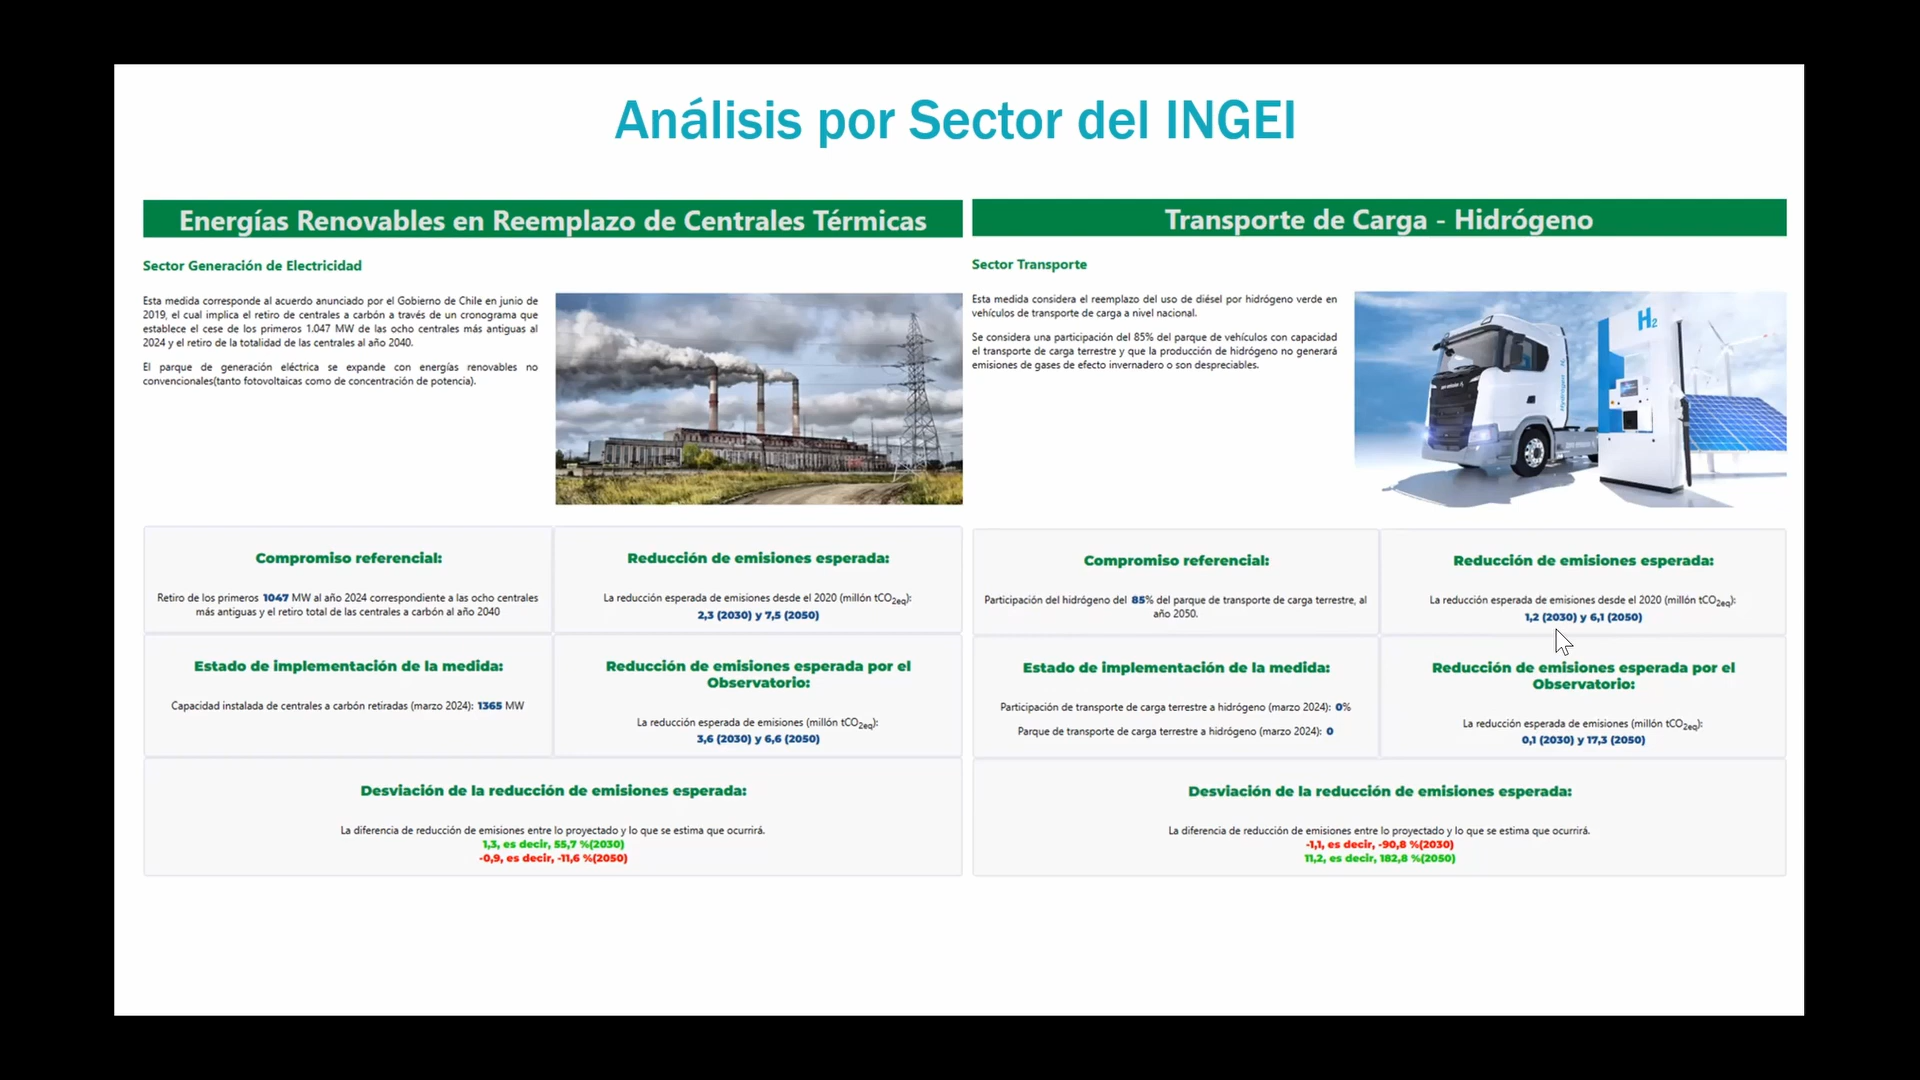 Análisis por Sector del INGEI
Energías Renovables en Reemplazo de Centrales Térmicas
Sector Generación de Electricidad
Esta medida corresponde al acuerdo anunciado por el Gobierno de Chile en junio de
2019, el cual implica el retiro de centrales a carbón a través de un cronograma que
establece el cese de los primeros 1.047 MW de las ocho centrales más antiguas al
2024 y el retiro de la totalidad de las centrales al año 2040.
El parque de generación eléctrica se expande con energías renovables no
convencionales(tanto fotovoltaicas como de concentración de potencia).
Compromiso referencial:
Retiro de los primeros 1047 MW al año 2024 correspondiente a las ocho centrales
más antiguas y el retiro total de las centrales a carbón al año 2040
Reducción de emisiones esperada:
La reducción esperada de emisiones desde el 2020 (millón tCO2eq):
2,3 (2030) y 7,5 (2050)
Estado de implementación de la medida:
Capacidad instalada de centrales a carbón retiradas (marzo 2024): 1365 MW
Reducción de emisiones esperada por el
Observatorio:
La reducción esperada de emisiones (millón tCO2eq):
3,6 (2030) y 6,6 (2050)
Desviación de la reducción de emisiones esperada:
La diferencia de reducción de emisiones entre lo proyectado y lo que se estima que ocurrirá.
1,3, es decir, 55,7 %(2030)
-0,9, es decir, -11,6 %(2050)
Transporte de Carga - Hidrógeno
Sector Transporte
Esta medida considera el reemplazo del uso de diésel por hidrógeno verde en
vehículos de transporte de carga a nivel nacional.
Se considera una participación del 85% del parque de vehículos con capacidad
el transporte de carga terrestre y que la producción de hidrógeno no generará
emisiones de gases de efecto invernadero o son despreciables.
H2
Compromiso referencial:
Participación del hidrógeno del 85% del parque de transporte de carga terrestre, al
año 2050.
Reducción de emisiones esperada:
La reducción esperada de emisiones desde el 2020 (millón tCO2eq):
1,2 (2030) y 6,1 (2050)
Estado de implementación de la medida:
Participación de transporte de carga terrestre a hidrógeno (marzo 2024): 0%
Parque de transporte de carga terrestre a hidrógeno (marzo 2024): 0
Reducción de emisiones esperada por el
Observatorio:
La reducción esperada de emisiones (millón tCO2eq):
0,1 (2030) y 17,3 (2050)
Desviación de la reducción de emisiones esperada:
La diferencia de reducción de emisiones entre lo proyectado y lo que se estima que ocurrirá.
-1,1, es decir, -90,8 %(2030)
11,2, es decir, 182,8 %(2050)